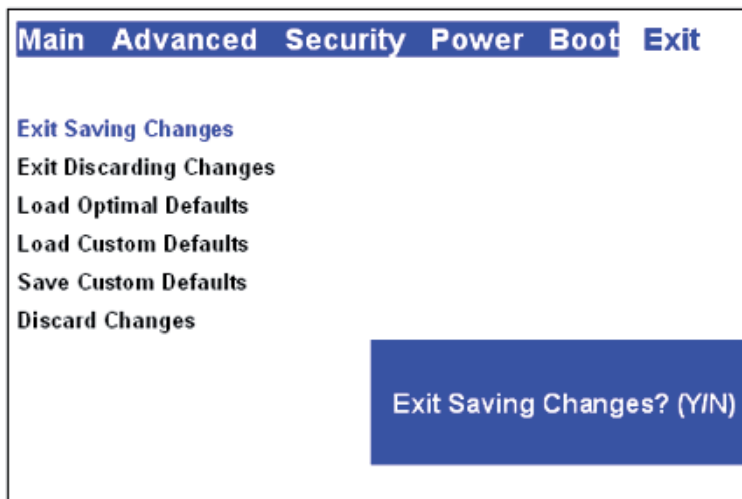 Main Advanced Security Power Boot Exit
Exit Saving Changes
Exit Discarding Changes
Load Optimal Defaults
Load Custom Defaults
Save Custom Defaults
Discard Changes
Exit Saving Changes? (Y/N)